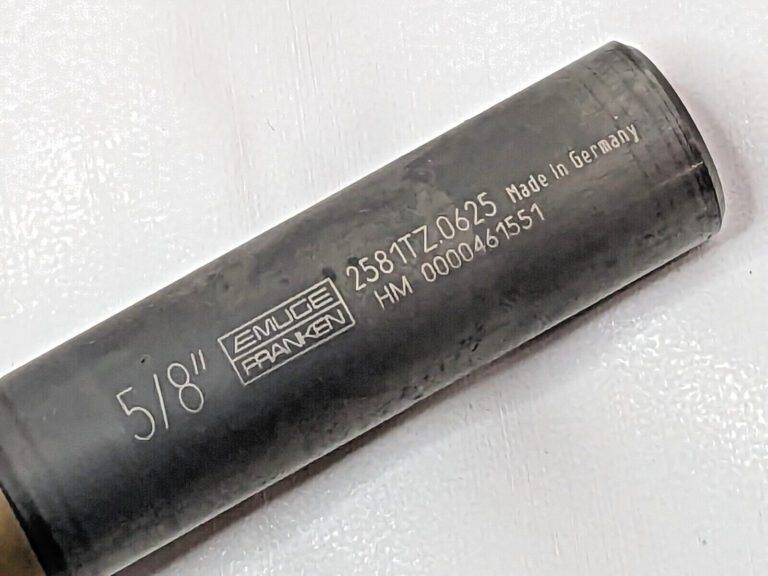 5/8"
EMUGE
FRANKEN
2581TZ.0625 Made in Germany
HM 0000461551